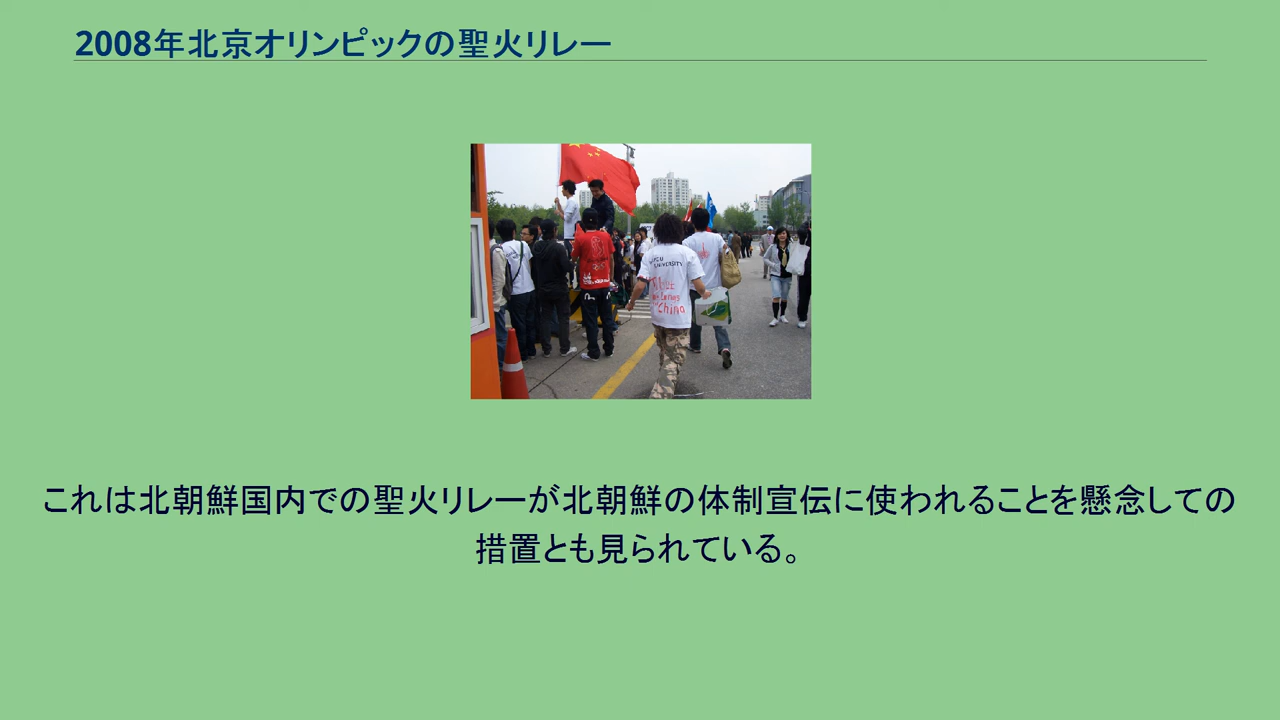 2008年北京オリンピックの聖火リレー
UNIVERSITY
China
これは北朝鮮国内での聖火リレーが北朝鮮の体制宣伝に使われることを懸念しての
措置とも見られている。